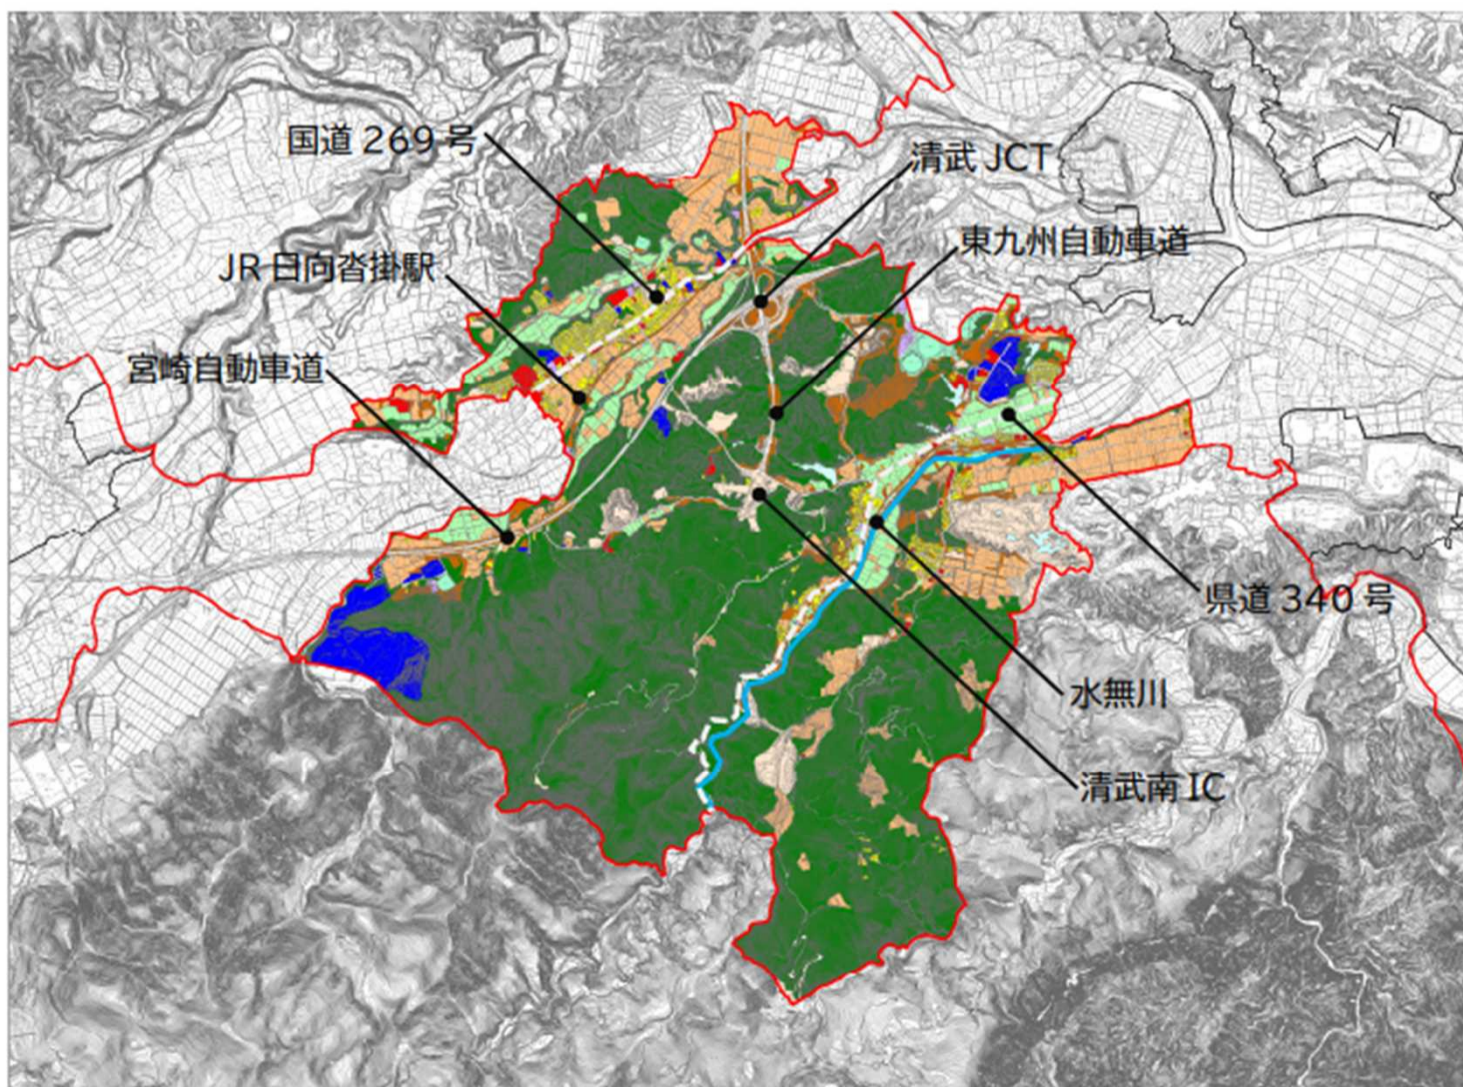 国道 269 号
清武 JCT
東九州自動車道
JR 日向沓掛駅
宮崎自動車道
県道 340 号
水無川
清武南 IC